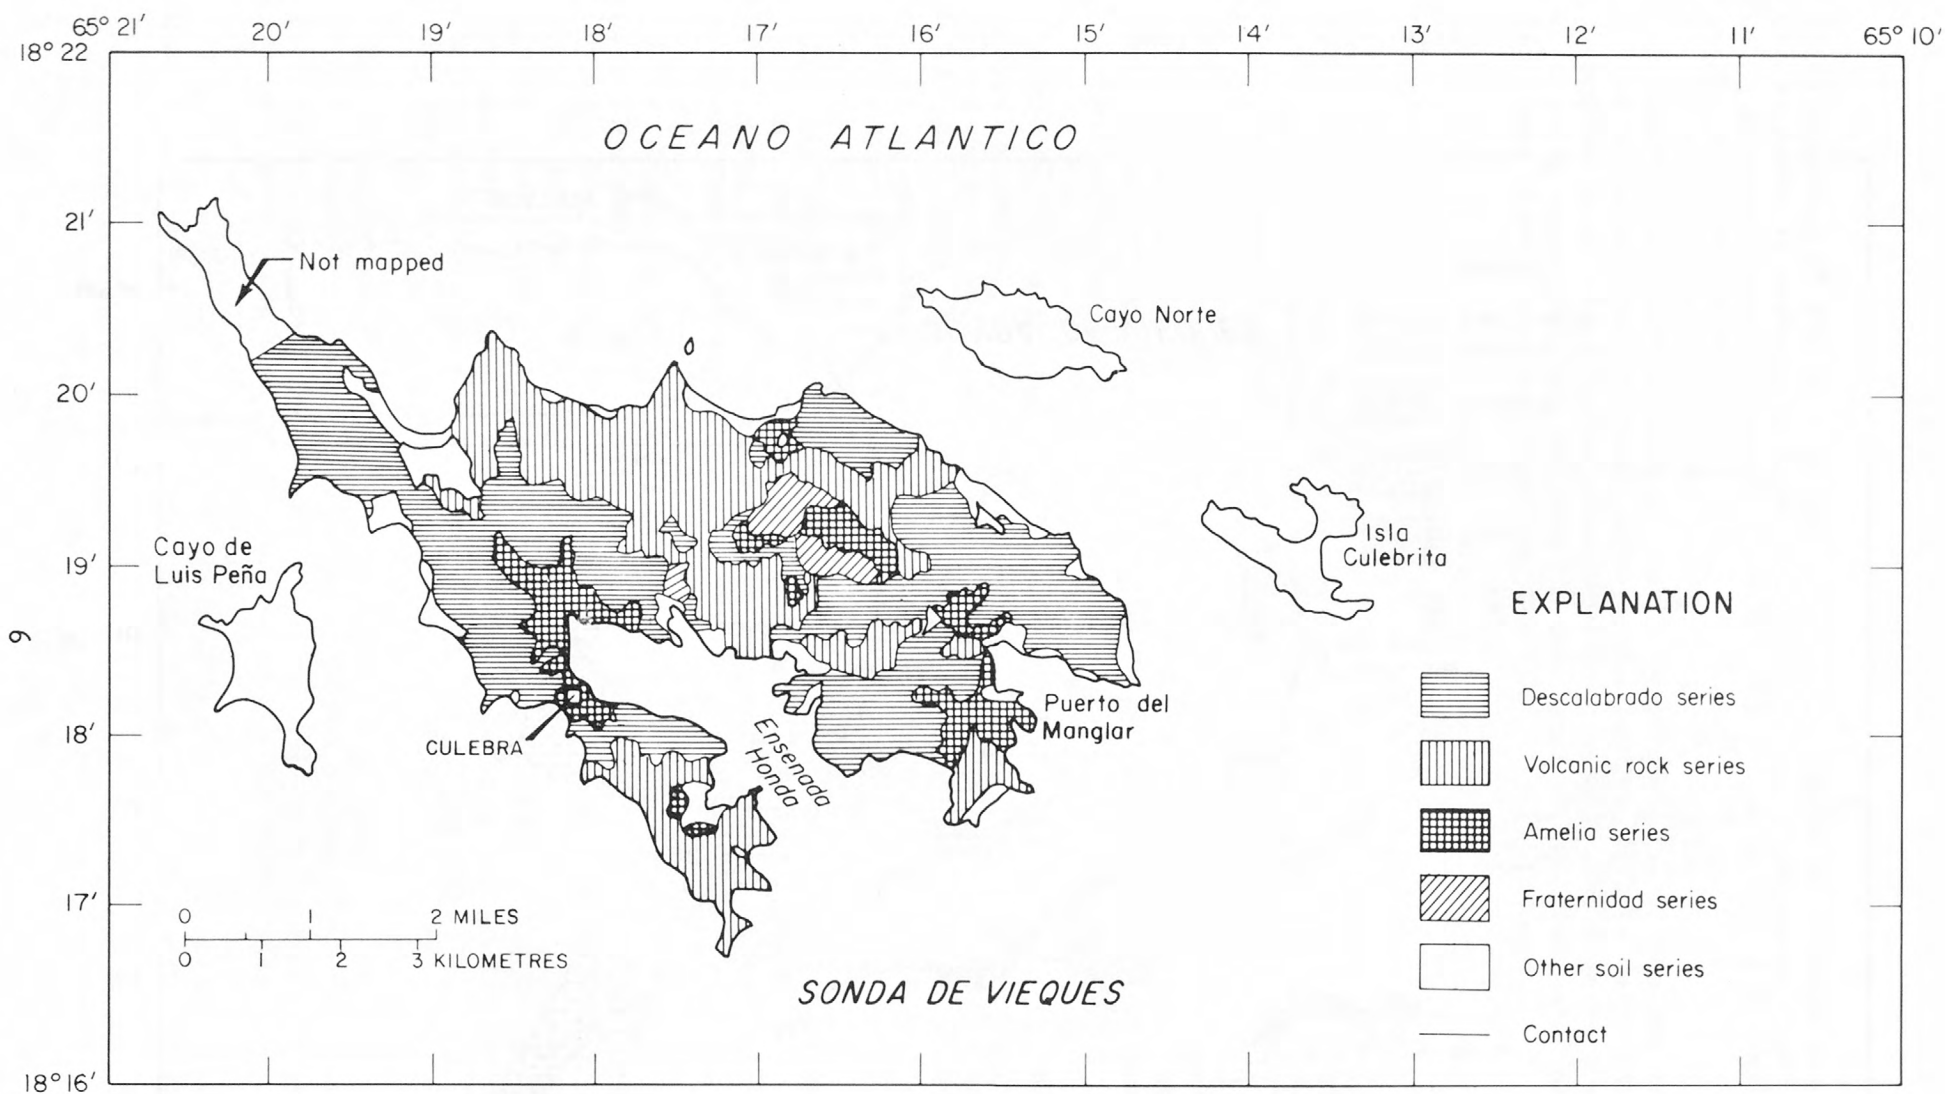 65° 21' 20' 19' 18' 17' 16' 15' 14' 13' 12' 11' 65° 10'
18° 22'
OCEANO ATLANTICO
21'
Not mapped
Cayo Norte
20'
Isla
Culebrita
Cayo de
Luis Peña
19'
EXPLANATION
6
Descalabrado series
Puerto del
Manglar
18'
CULEBRA
Ensenada
Honda
Volcanic rock series
Amelia series
17'
Fraternidad series
0 1 2 MILES
0 1 2 3 KILOMETRES
Other soil series
SONDA DE VIEQUES
Contact
18° 16'